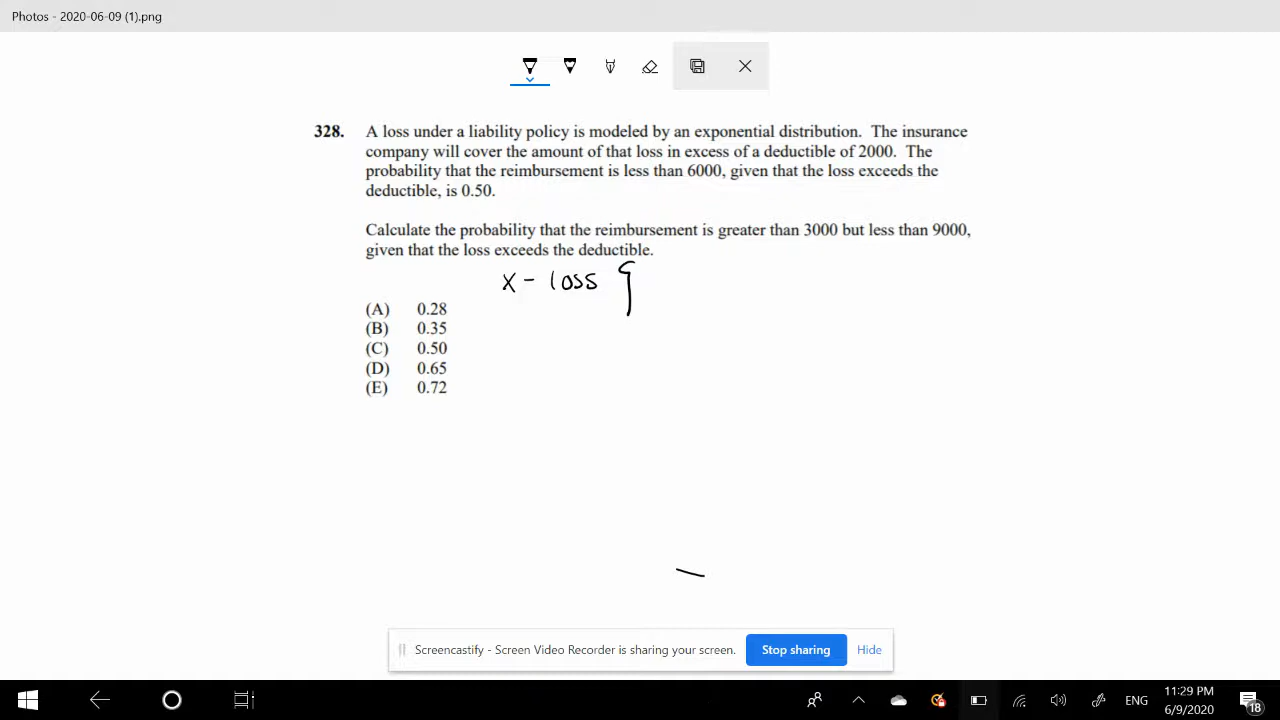 Photos - 2020-06-09 (1).png
328. A loss under a liability policy is modeled by an exponential distribution. The insurance
company will cover the amount of that loss in excess of a deductible of 2000. The
probability that the reimbursement is less than 6000, given that the loss exceeds the
deductible, is 0.50.
Calculate the probability that the reimbursement is greater than 3000 but less than 9000,
given that the loss exceeds the deductible.
x - loss
(A) 0.28
(B) 0.35
(C) 0.50
(D) 0.65
(E) 0.72
Screencastify - Screen Video Recorder is sharing your screen. Stop sharing Hide
ENG 11:29 PM
6/9/2020 18